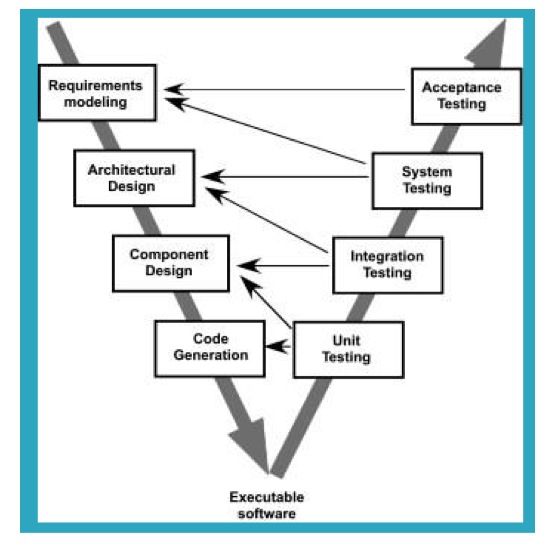 Requirements
modeling
Acceptance
Testing
Architectural
Design
System
Testing
Component
Design
Integration
Testing
Code
Generation
Unit
Testing
Executable
software